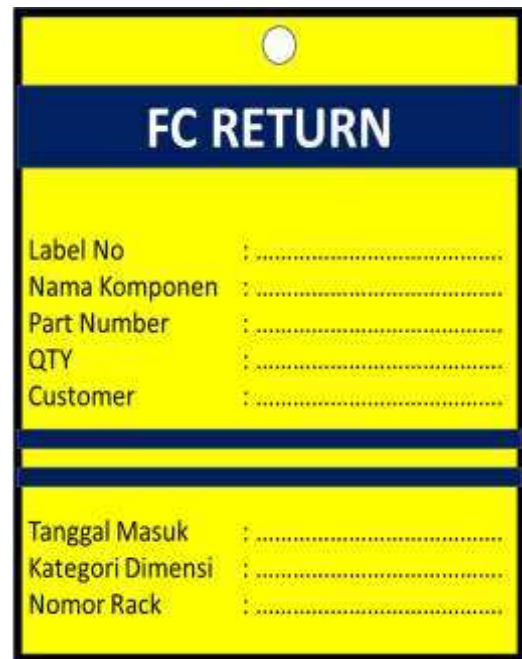 FC RETURN
Label No : ........................................
Nama Komponen : ........................................
Part Number : ........................................
QTY : ........................................
Customer : ........................................
Tanggal Masuk : ........................................
Kategori Dimensi : ........................................
Nomor Rack : ........................................